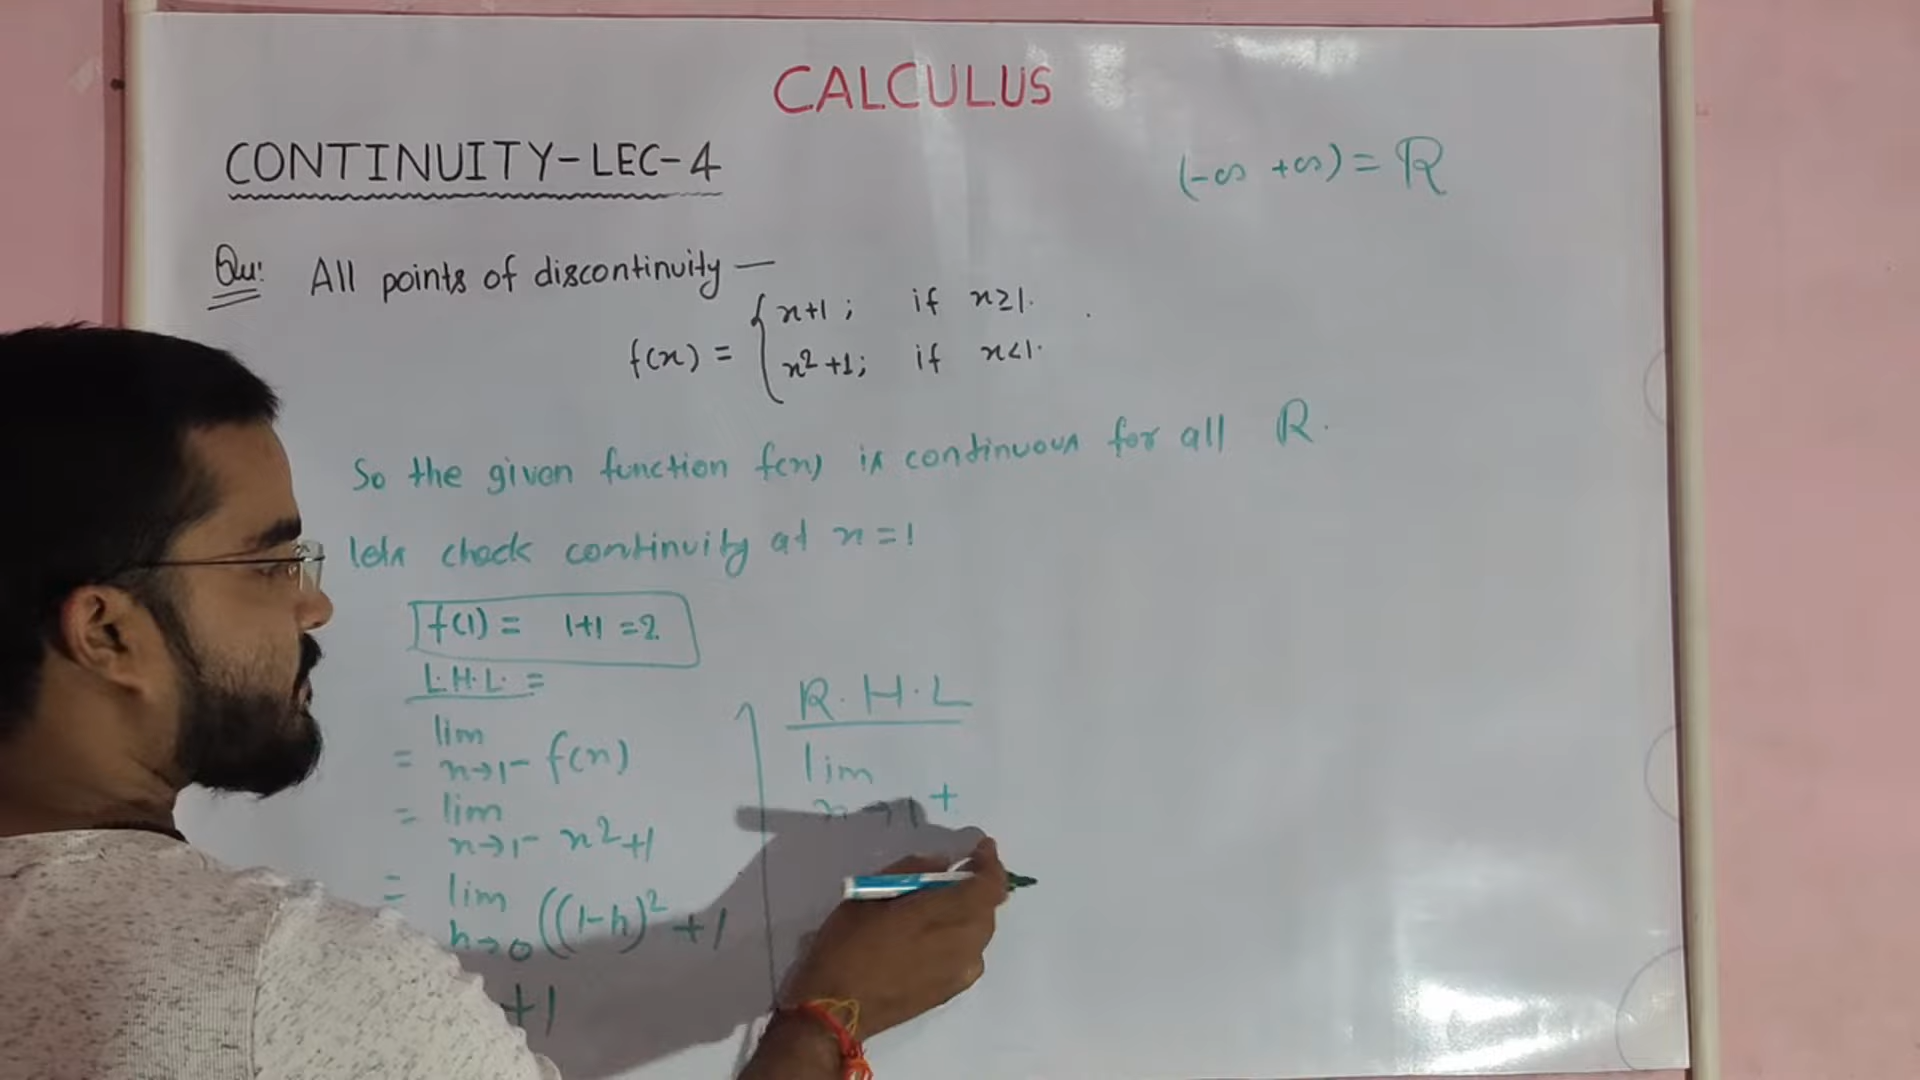 CALCULUS
CONTINUITY-LEC-4
(-∞ +∞) = ℝ
Qu: All points of discontinuity —
f(x) = { x+1 ; if x≥1.
x²+1; if x<1.
So the given function f(x) is continuous for all ℝ.
lets check continuity at x=1
f(1) = 1+1 =2
L.H.L. =
= lim x→1⁻ f(x)
= lim x→1⁻ x²+1
= lim h→0 ((1-h)²+1
+1
R.H.L
lim x→1 +